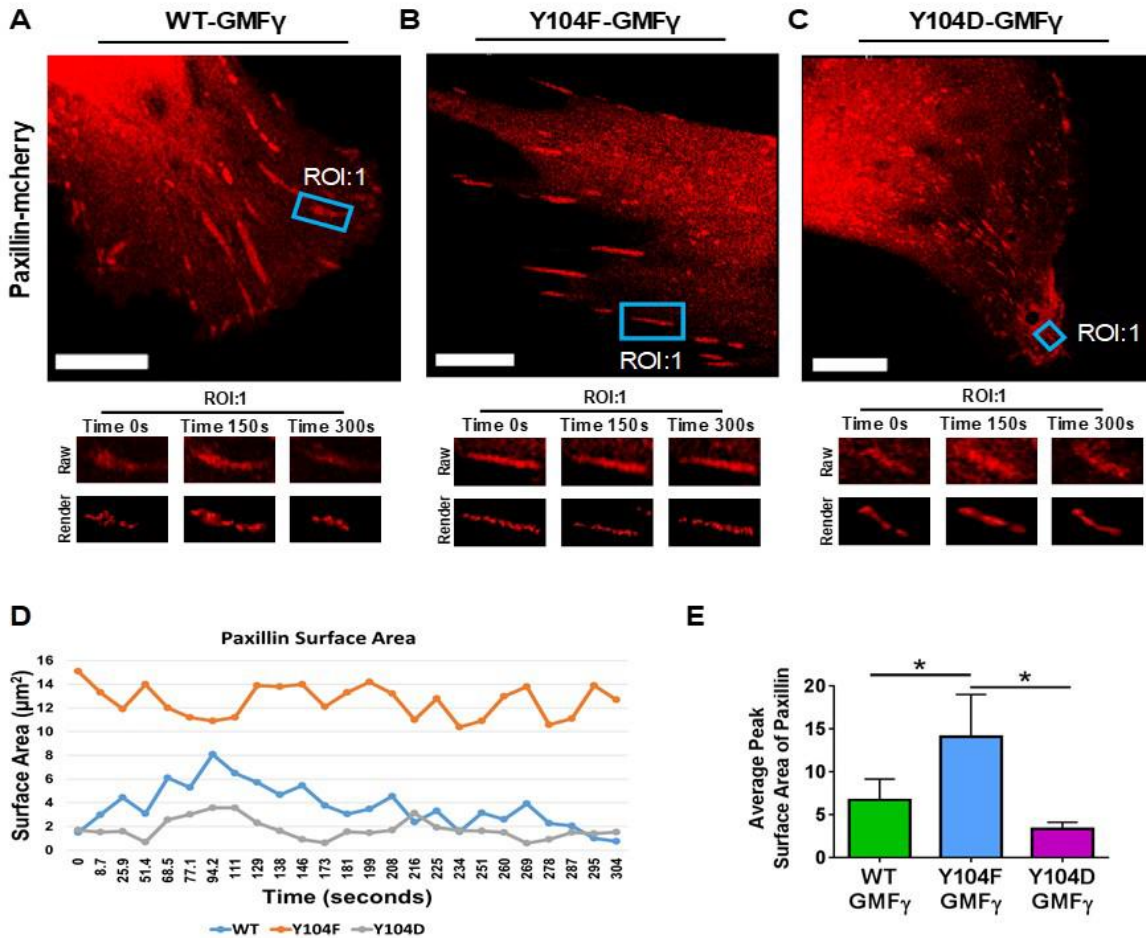 A
WT-GMFγ
B
Y104F-GMFγ
C
Y104D-GMFγ
Paxillin-mcherry
ROI:1
ROI:1
ROI:1
ROI:1
Time 0s Time 150s Time 300s
Raw
Render
ROI:1
Time 0s Time 150s Time 300s
Raw
Render
ROI:1
Time 0s Time 150s Time 300s
Raw
Render
D
Paxillin Surface Area
Surface Area (µm²)
16
14
12
10
8
6
4
2
0
0 8.7 25.9 51.4 68.5 77.1 94.2 111 129 138 146 173 181 199 208 216 225 234 251 260 269 278 287 295 304
Time (seconds)
WT Y104F Y104D
E
Average Peak
Surface Area of Paxillin
20
15
10
5
0
*
*
WT
GMFγ
Y104F
GMFγ
Y104D
GMFγ